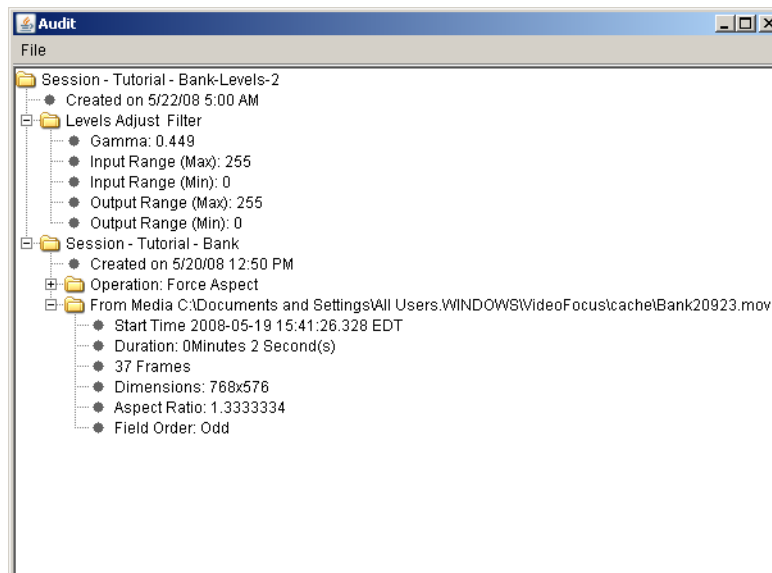 Audit
File
Session - Tutorial - Bank-Levels-2
Created on 5/22/08 5:00 AM
Levels Adjust Filter
Gamma: 0.449
Input Range (Max): 255
Input Range (Min): 0
Output Range (Max): 255
Output Range (Min): 0
Session - Tutorial - Bank
Created on 5/20/08 12:50 PM
Operation: Force Aspect
From Media C:\Documents and Settings\All Users.WINDOWS\VideoFocus\cache\Bank20923.mov
Start Time 2008-05-19 15:41:26.328 EDT
Duration: 0Minutes 2 Second(s)
37 Frames
Dimensions: 768x576
Aspect Ratio: 1.3333334
Field Order: Odd